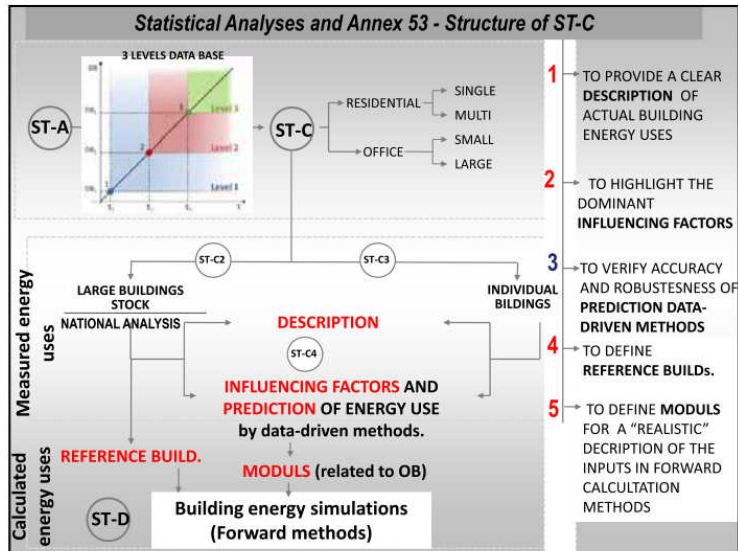 Statistical Analyses and Annex 53 - Structure of ST-C
3 LEVELS DATA BASE
ST-A
3
2
1
Level 3
Level 2
Level 1
ST-C
RESIDENTIAL
SINGLE
MULTI
OFFICE
SMALL
LARGE
ST-C2
ST-C3
Measured energy
uses
LARGE BUILDINGS
STOCK
NATIONAL ANALYSIS
INDIVIDUAL
BILDINGS
DESCRIPTION
ST-C4
INFLUENCING FACTORS AND
PREDICTION OF ENERGY USE
by data-driven methods.
Calculated
energy uses
REFERENCE BUILD.
MODULS (related to OB)
ST-D
Building energy simulations
(Forward methods)
1
TO PROVIDE A CLEAR
DESCRIPTION OF
ACTUAL BUILDING
ENERGY USES
2
TO HIGHLIGHT THE
DOMINANT
INFLUENCING FACTORS
3
TO VERIFY ACCURACY
AND ROBUSTESNESS OF
PREDICTION DATA-
DRIVEN METHODS
4
TO DEFINE
REFERENCE BUILDs.
5
TO DEFINE MODULS
FOR A “REALISTIC”
DECRIPTION OF THE
INPUTS IN FORWARD
CALCULTATION
METHODS